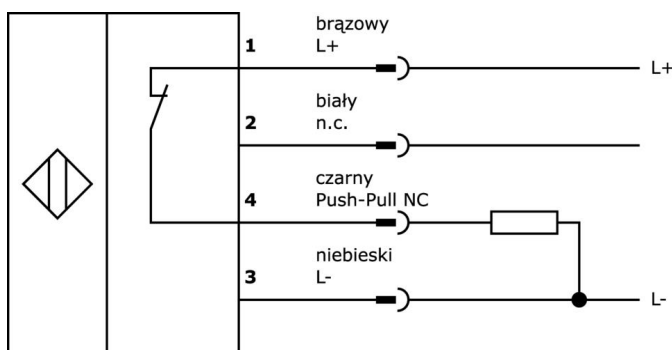 brązowy
1 L+ L+
biały
2 n.c.
czarny
4 Push-Pull NC
niebieski
3 L- L-